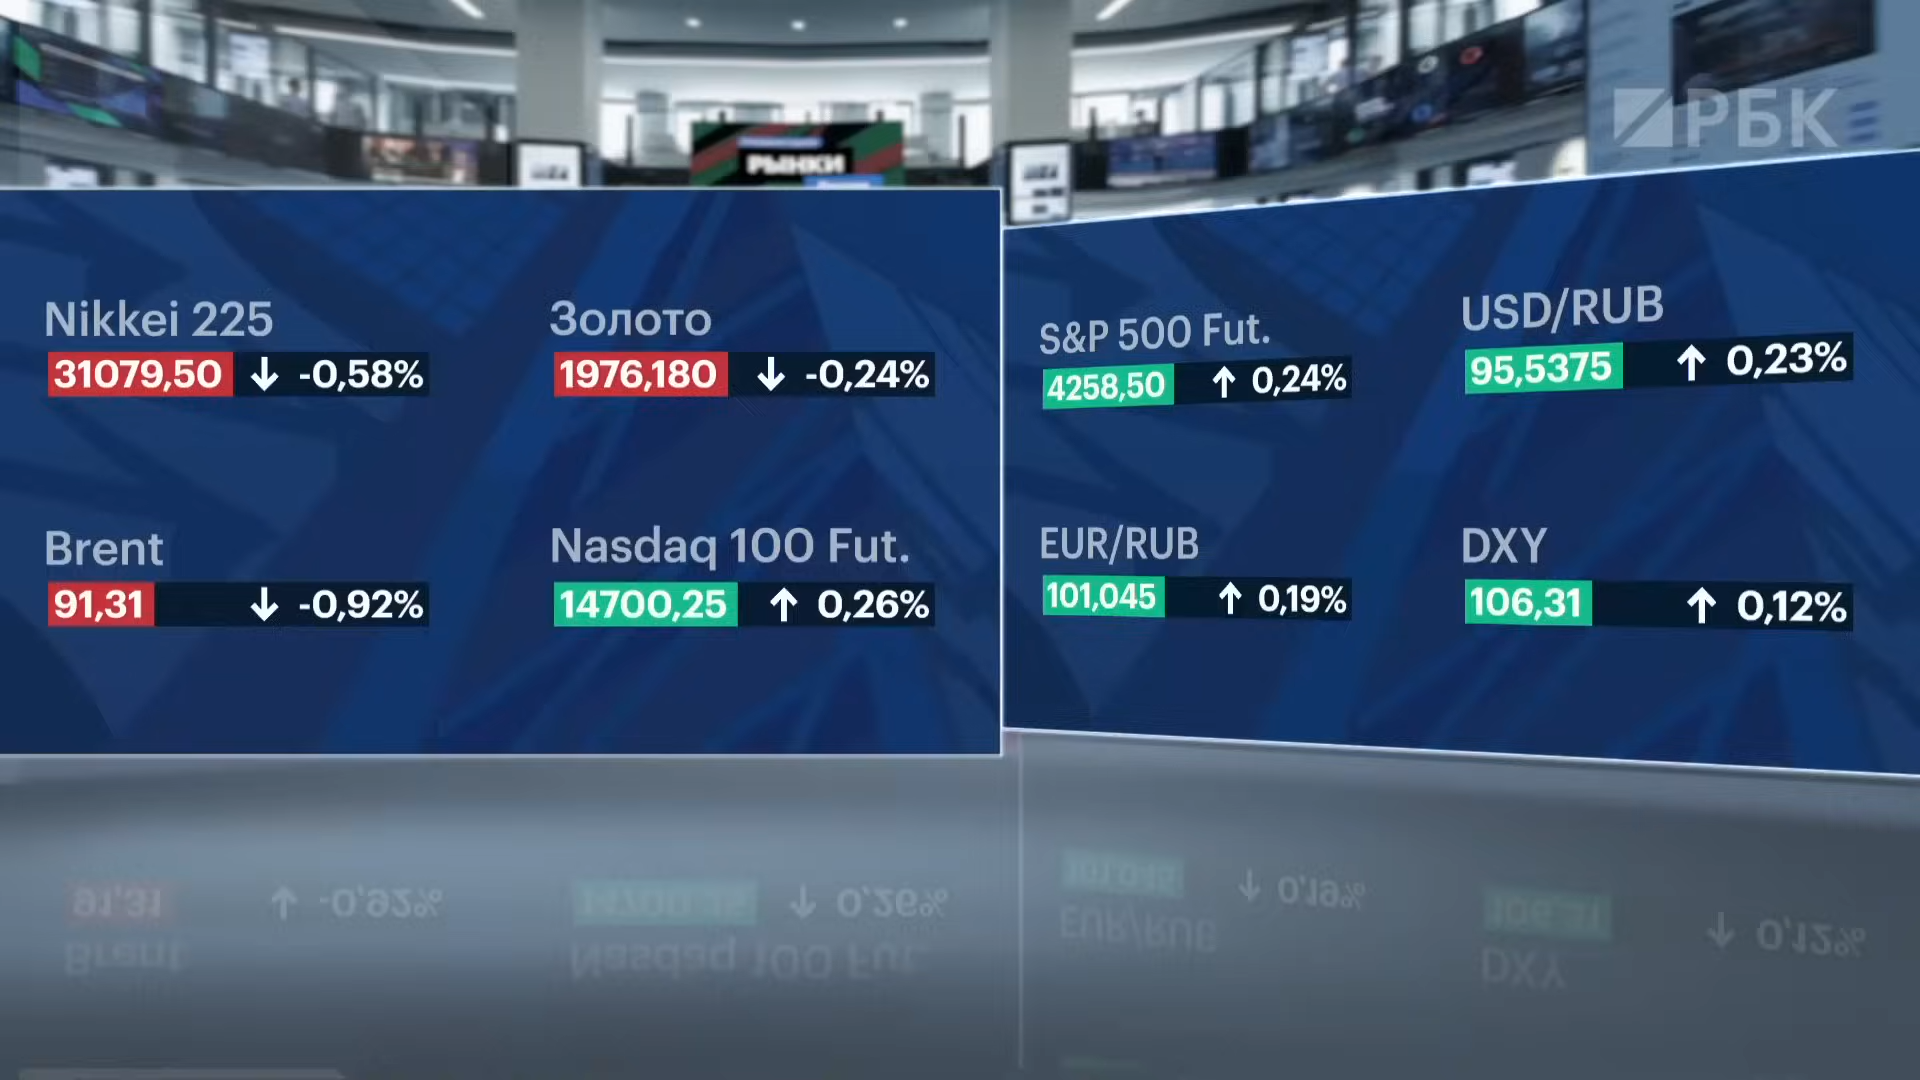 РБК
РЫНКИ
Nikkei 225
31079,50 ↓ -0,58%
Золото
1976,180 ↓ -0,24%
Brent
91,31 ↓ -0,92%
Nasdaq 100 Fut.
14700,25 ↑ 0,26%
S&P 500 Fut.
4258,50 ↑ 0,24%
USD/RUB
95,5375 ↑ 0,23%
EUR/RUB
101,045 ↑ 0,19%
DXY
106,31 ↑ 0,12%